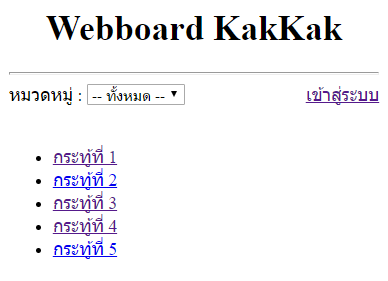 Webboard KakKak
หมวดหมู่ : -- ทั้งหมด -- เข้าสู่ระบบ
กระทู้ที่ 1
กระทู้ที่ 2
กระทู้ที่ 3
กระทู้ที่ 4
กระทู้ที่ 5